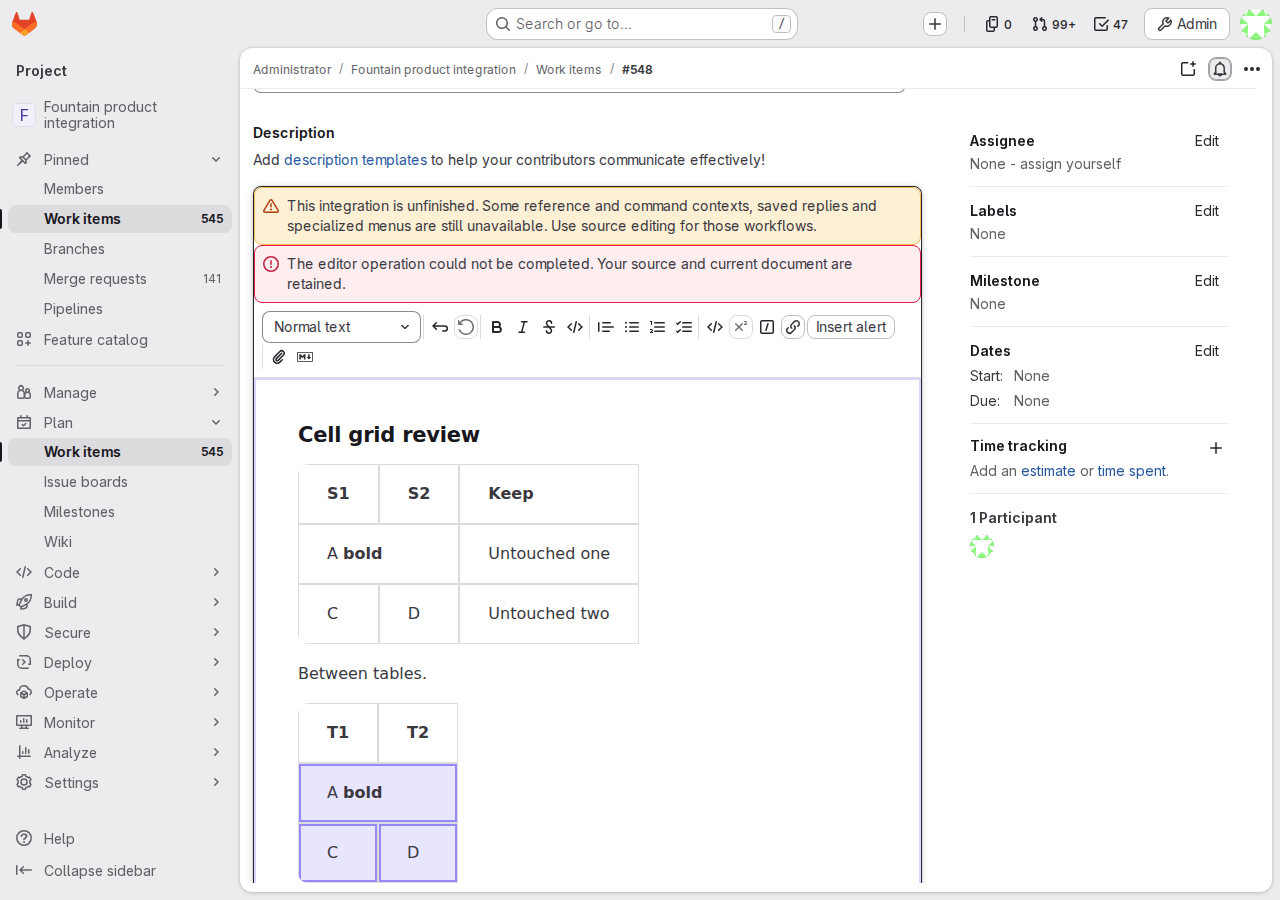 Search or go to...
/
0
99+
47
Admin
Project
F
Fountain product
integration
Pinned
Members
Work items 545
Branches
Merge requests 141
Pipelines
Feature catalog
Manage
Plan
Work items 545
Issue boards
Milestones
Wiki
Code
Build
Secure
Deploy
Operate
Monitor
Analyze
Settings
Help
Collapse sidebar
Administrator / Fountain product integration / Work items / #548
Description
Add description templates to help your contributors communicate effectively!
This integration is unfinished. Some reference and command contexts, saved replies and
specialized menus are still unavailable. Use source editing for those workflows.
The editor operation could not be completed. Your source and current document are
retained.
Normal text
Insert alert
Cell grid review
S1 S2 Keep
A bold Untouched one
C D Untouched two
Between tables.
T1 T2
A bold
C D
Assignee Edit
None - assign yourself
Labels Edit
None
Milestone Edit
None
Dates Edit
Start: None
Due: None
Time tracking
Add an estimate or time spent.
1 Participant